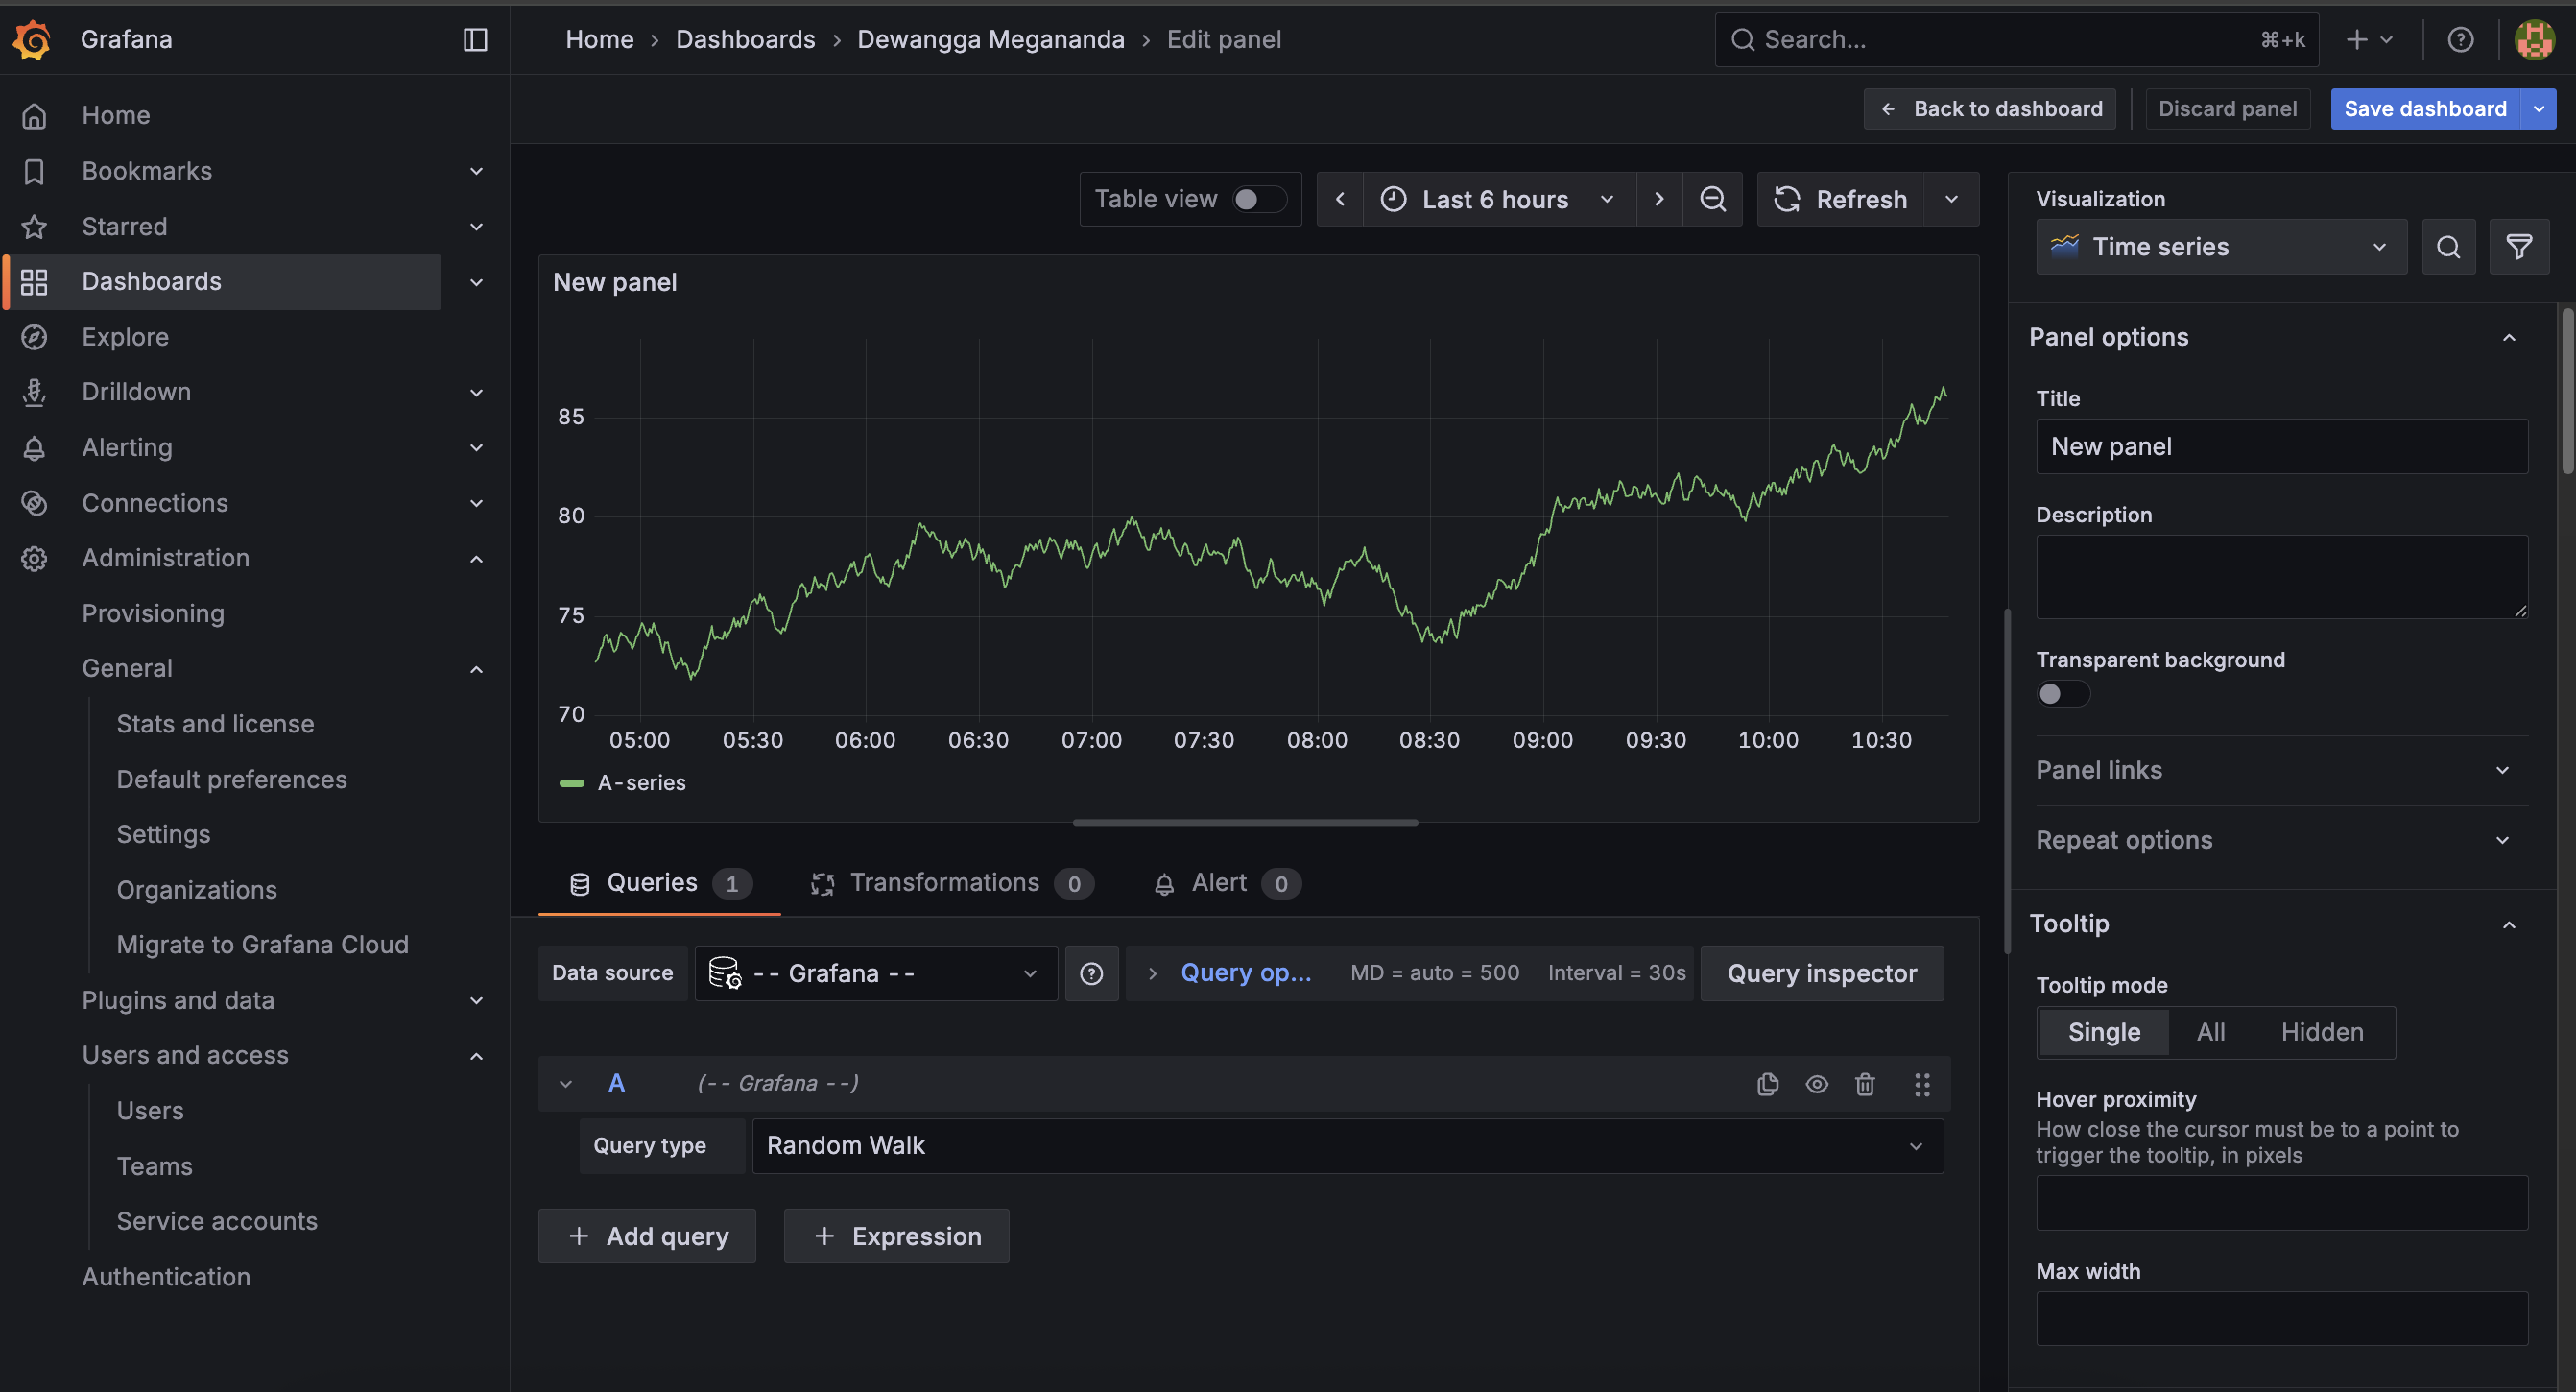 Grafana
Home
Dashboards
Dewangga Megananda
Edit panel
Search...
⌘+k
Home
Bookmarks
Starred
Dashboards
Explore
Drilldown
Alerting
Connections
Administration
Provisioning
General
Stats and license
Default preferences
Settings
Organizations
Migrate to Grafana Cloud
Plugins and data
Users and access
Users
Teams
Service accounts
Authentication
Back to dashboard
Discard panel
Save dashboard
Table view
Last 6 hours
Refresh
New panel
85
80
75
70
05:00 05:30 06:00 06:30 07:00 07:30 08:00 08:30 09:00 09:30 10:00 10:30
A-series
Queries 1
Transformations 0
Alert 0
Data source
-- Grafana --
Query op...
MD = auto = 500
Interval = 30s
Query inspector
A
(-- Grafana --)
Query type
Random Walk
Add query
Expression
Visualization
Time series
Panel options
Title
New panel
Description
Transparent background
Panel links
Repeat options
Tooltip
Tooltip mode
Single
All
Hidden
Hover proximity
How close the cursor must be to a point to
trigger the tooltip, in pixels
Max width